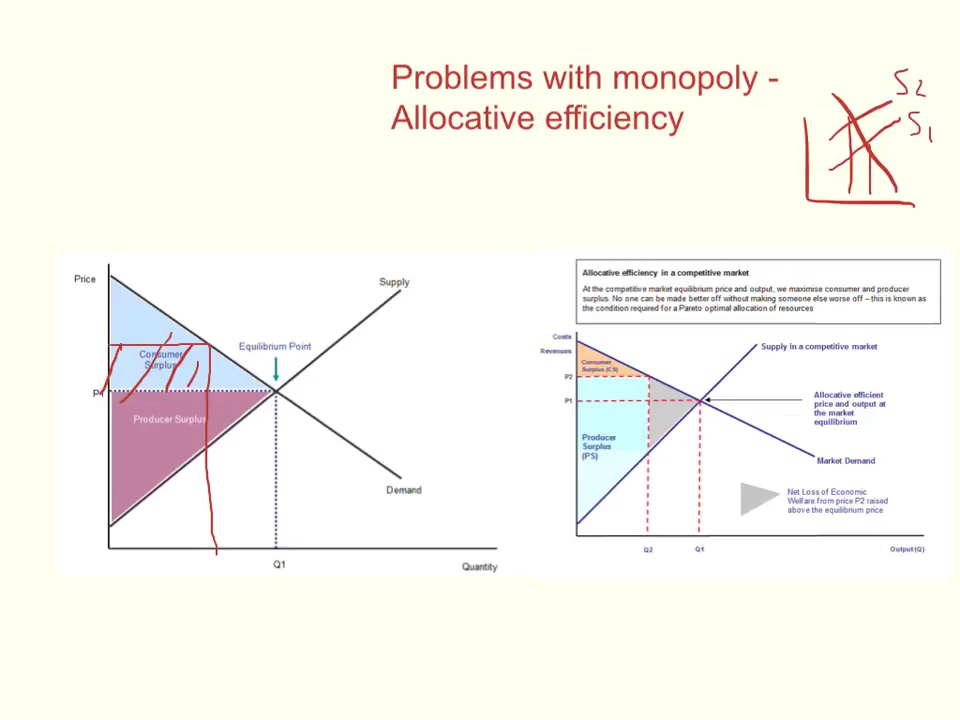 Problems with monopoly -
Allocative efficiency
S2
S1
Price
Supply
Equilibrium Point
Consumer
Surplus
Producer Surplus
Demand
Q1
Quantity
Allocative efficiency in a competitive market
At the competitive market equilibrium price and output, we maximise consumer and producer
surplus. No one can be made better off without making someone else worse off – this is known as
the condition required for a Pareto optimal allocation of resources
Costs
Revenues
Supply in a competitive market
Consumer
Surplus (CS)
P2
P1
Allocative efficient
price and output at
the market
equilibrium
Producer
Surplus
(PS)
Market Demand
Net Loss of Economic
Welfare from price P2 raised
above the equilibrium price
Q2
Q1
Output (Q)